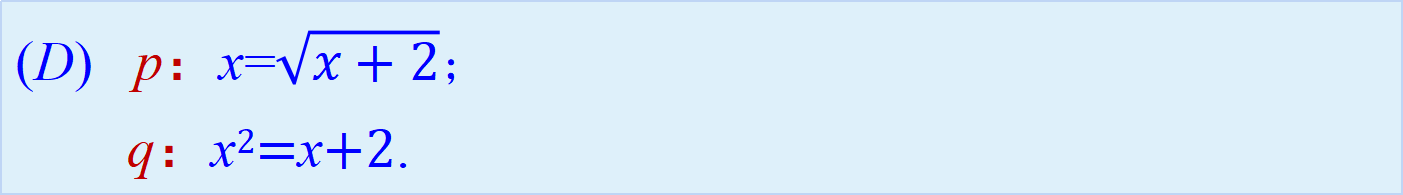 (D) p：x=√x + 2；
q：x²=x+2.